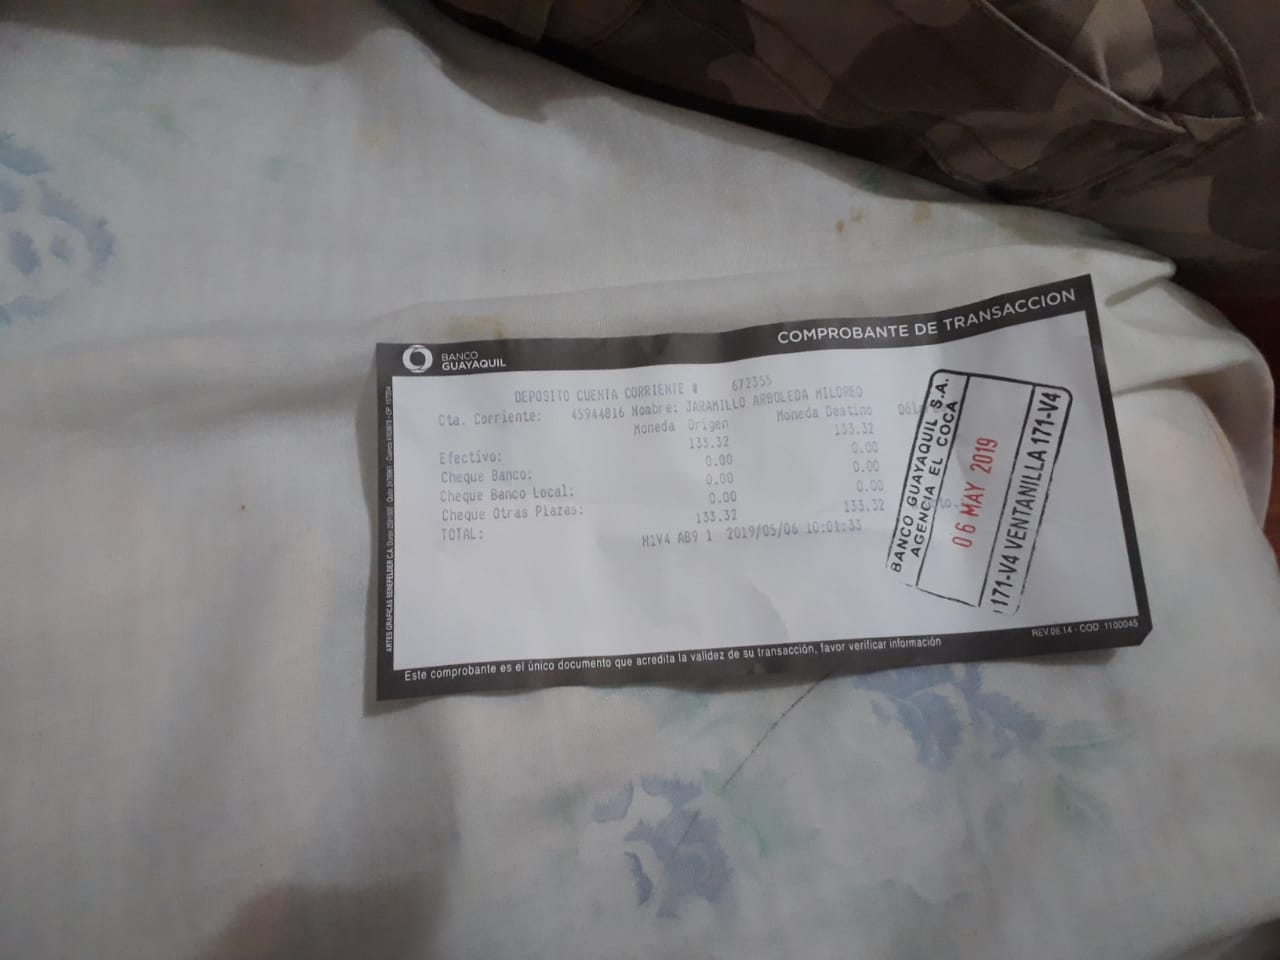 BANCO
GUAYAQUIL
COMPROBANTE DE TRANSACCION
DEPOSITO CUENTA CORRIENTE # 672355
Cta. Corriente: 45944816 Nombre: JARAMILLO ARBOLEDA MILDRED
Moneda Origen Moneda Destino
Efectivo: 133.32 133.32
Cheque Banco: 0.00 0.00
Cheque Banco Local: 0.00 0.00
Cheque Otras Plazas: 0.00 0.00
TOTAL: 133.32 133.32
M1V4 AB9 1 2019/05/06 10:01:33
BANCO GUAYAQUIL S.A.
AGENCIA EL COCA
06 MAY 2019
171-V4 VENTANILLA 171-V4
Este comprobante es el único documento que acredita la validez de su transacción, favor verificar información
REV.06.14 - COD. 1100045
ARTES GRAFICAS SENEFELDER C.A.